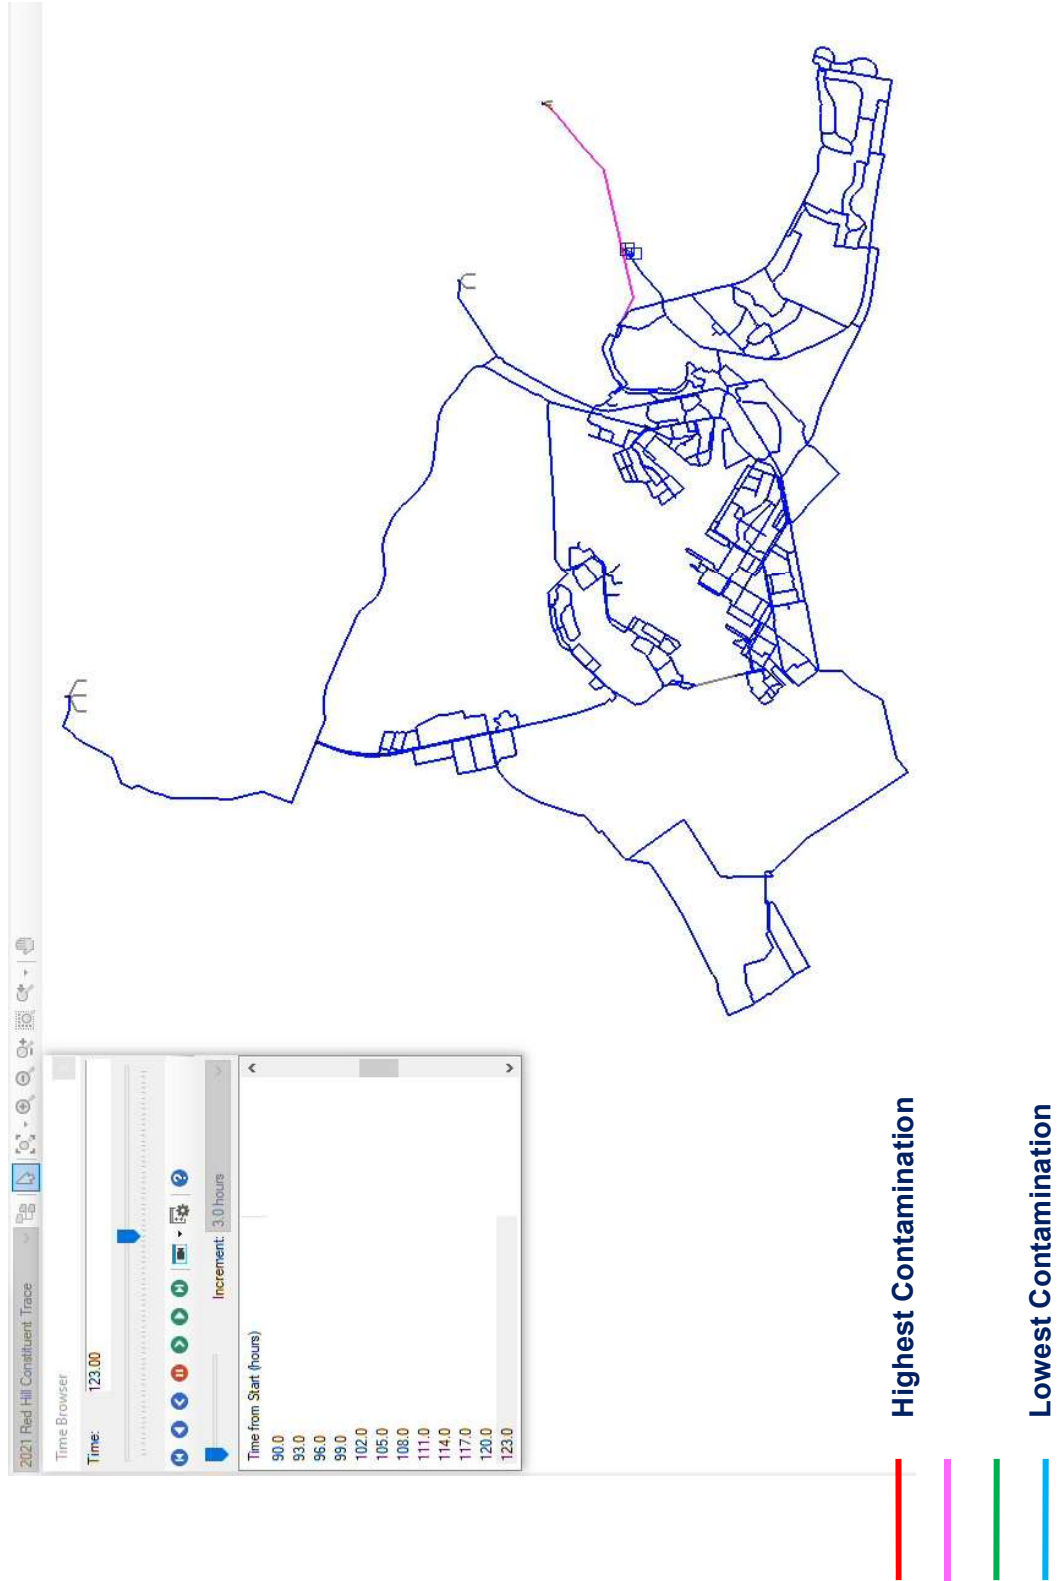 2021 Red Hill Constituent Trace
Time Browser
Time:
123.00
Increment:
3.0 hours
Time from Start (hours)
90.0
93.0
96.0
99.0
102.0
105.0
108.0
111.0
114.0
117.0
120.0
123.0
Highest Contamination
Lowest Contamination